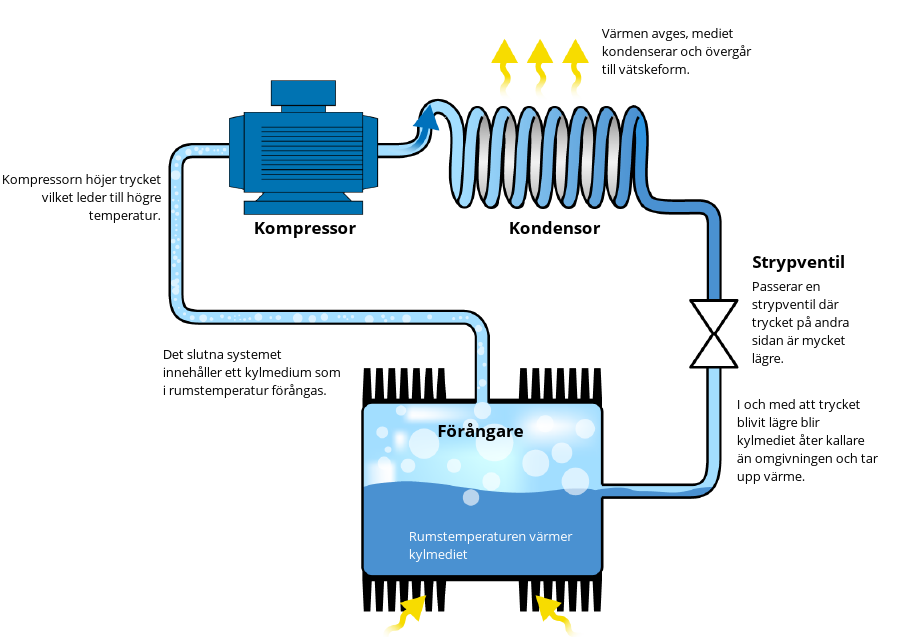 Värmen avges, mediet
kondenserar och övergår
till vätskeform.
Kompressorn höjer trycket
vilket leder till högre
temperatur.
Kompressor
Kondensor
Strypventil
Passerar en
strypventil där
trycket på andra
sidan är mycket
lägre.
Det slutna systemet
innehåller ett kylmedium som
i rumstemperatur förångas.
I och med att trycket
blivit lägre blir
kylmediet åter kallare
än omgivningen och tar
upp värme.
Förångare
Rumstemperaturen värmer
kylmediet